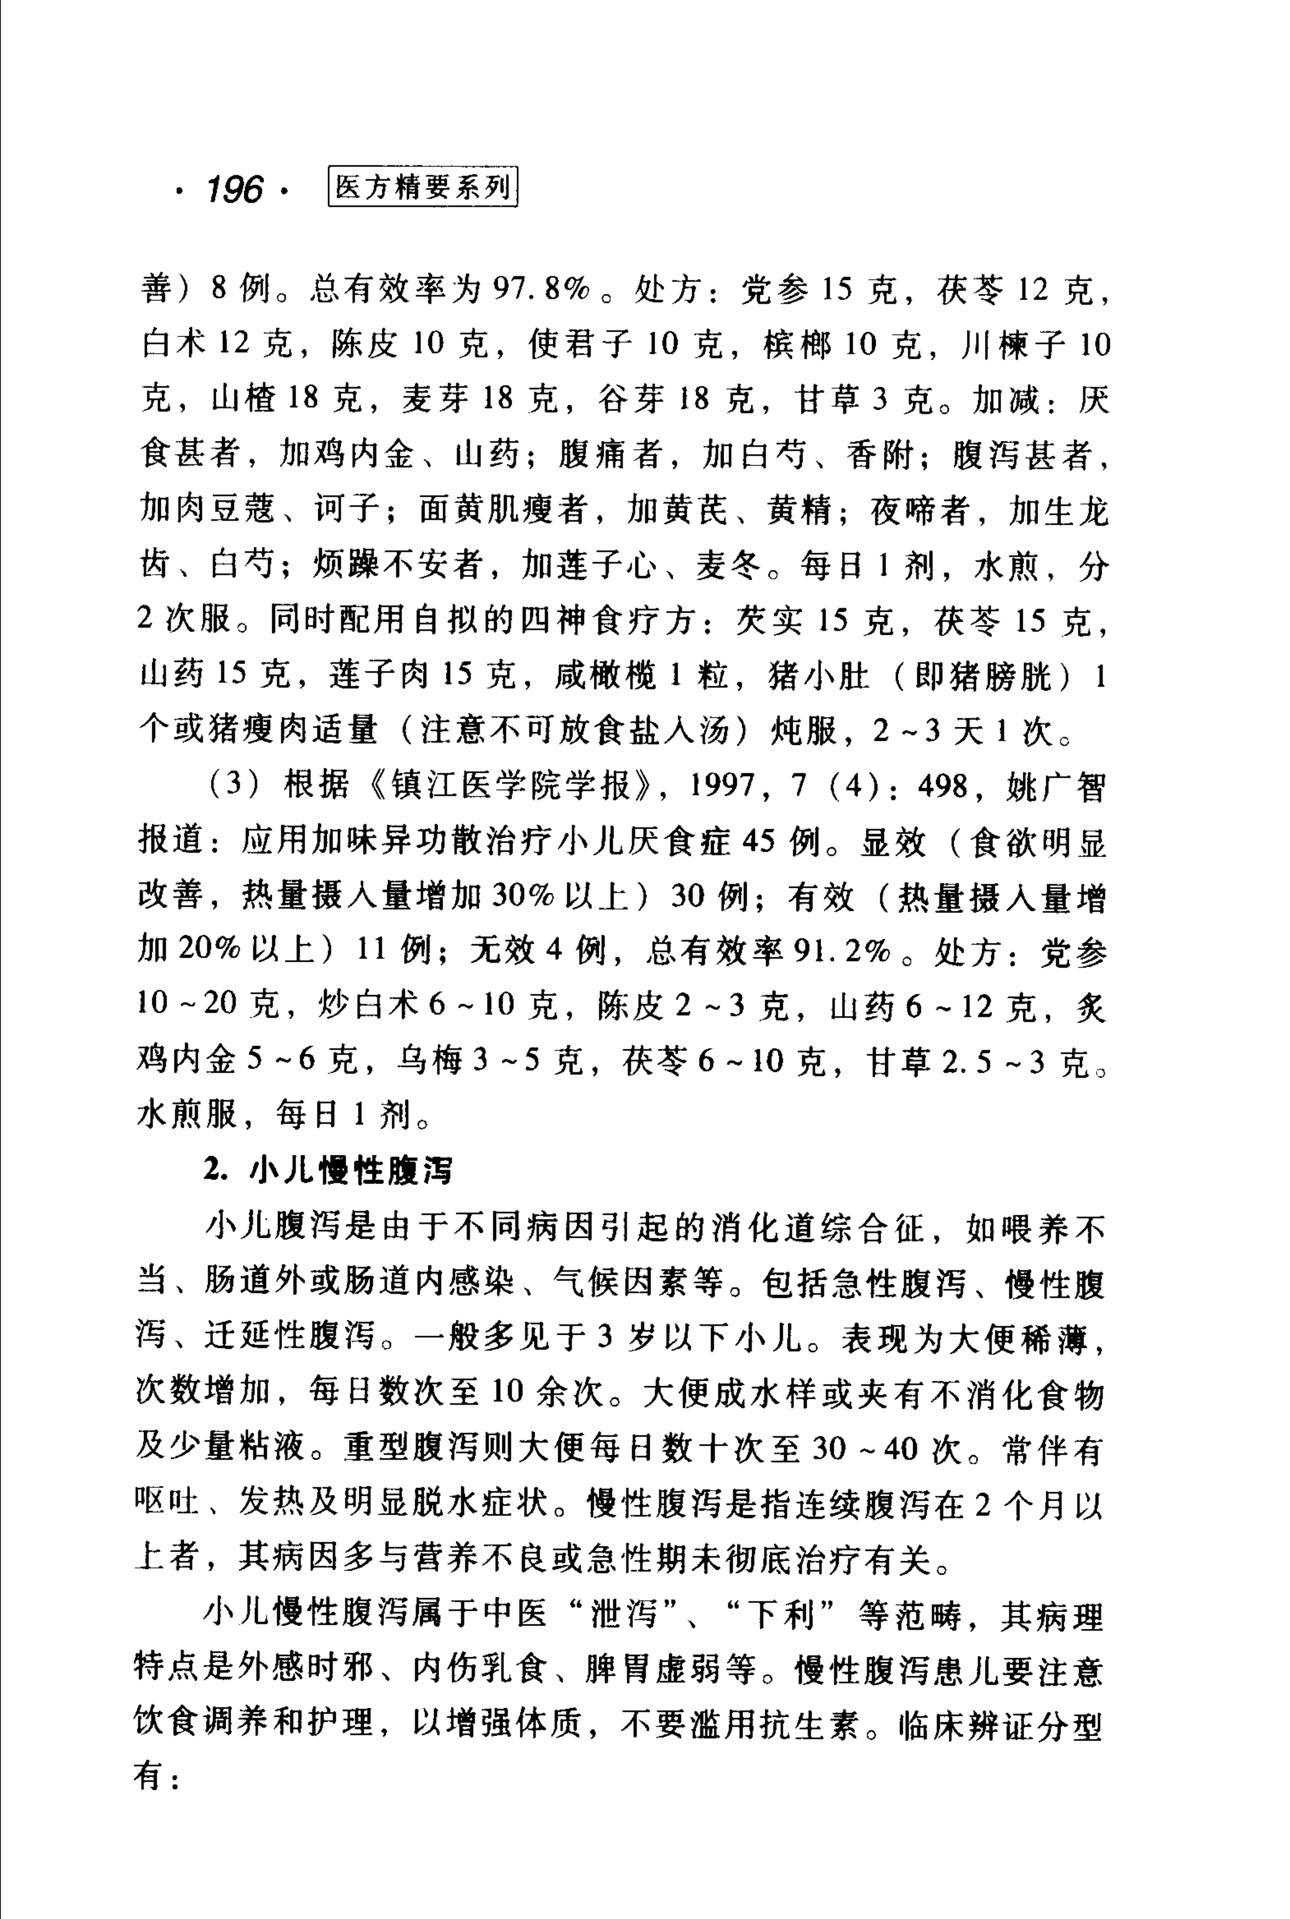 ·196· 医方精要系列
善）8 例。总有效率为 97.8%。处方：党参 15 克，茯苓 12 克，
白术 12 克，陈皮 10 克，使君子 10 克，槟榔 10 克，川楝子 10
克，山楂 18 克，麦芽 18 克，谷芽 18 克，甘草 3 克。加减：厌
食甚者，加鸡内金、山药；腹痛者，加白芍、香附；腹泻甚者，
加肉豆蔻、诃子；面黄肌瘦者，加黄芪、黄精；夜啼者，加生龙
齿、白芍；烦躁不安者，加莲子心、麦冬。每日 1 剂，水煎，分
2 次服。同时配用自拟的四神食疗方：芡实 15 克，茯苓 15 克，
山药 15 克，莲子肉 15 克，咸橄榄 1 粒，猪小肚（即猪膀胱）1
个或猪瘦肉适量（注意不可放食盐入汤）炖服，2～3 天 1 次。
（3）根据《镇江医学院学报》，1997，7（4）：498，姚广智
报道：应用加味异功散治疗小儿厌食症 45 例。显效（食欲明显
改善，热量摄入量增加 30% 以上）30 例；有效（热量摄入量增
加 20% 以上）11 例；无效 4 例，总有效率 91.2%。处方：党参
10～20 克，炒白术 6～10 克，陈皮 2～3 克，山药 6～12 克，炙
鸡内金 5～6 克，乌梅 3～5 克，茯苓 6～10 克，甘草 2.5～3 克。
水煎服，每日 1 剂。
2. 小儿慢性腹泻
小儿腹泻是由于不同病因引起的消化道综合征，如喂养不
当、肠道外或肠道内感染、气候因素等。包括急性腹泻、慢性腹
泻、迁延性腹泻。一般多见于 3 岁以下小儿。表现为大便稀薄，
次数增加，每日数次至 10 余次。大便成水样或夹有不消化食物
及少量粘液。重型腹泻则大便每日数十次至 30～40 次。常伴有
呕吐、发热及明显脱水症状。慢性腹泻是指连续腹泻在 2 个月以
上者，其病因多与营养不良或急性期未彻底治疗有关。
小儿慢性腹泻属于中医“泄泻”、“下利”等范畴，其病理
特点是外感时邪、内伤乳食、脾胃虚弱等。慢性腹泻患儿要注意
饮食调养和护理，以增强体质，不要滥用抗生素。临床辨证分型
有：